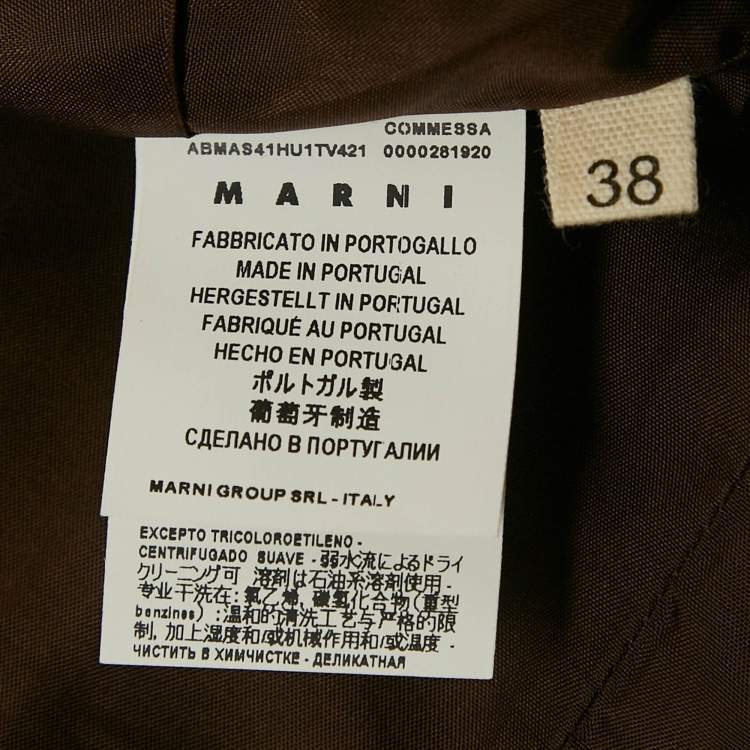 COMMESSA
ABMAS41HU1TV421 0000281920
MARNI
FABBRICATO IN PORTOGALLO
MADE IN PORTUGAL
HERGESTELLT IN PORTUGAL
FABRIQUÉ AU PORTUGAL
HECHO EN PORTUGAL
ポルトガル製
葡萄牙制造
СДЕЛАНО В ПОРТУГАЛИИ
MARNI GROUP SRL - ITALY
38
EXCEPTO TRICOLOROETILENO -
CENTRIFUGADO SUAVE - 弱水流によるドライ
クリーニング可 溶剤は石油系溶剤使用 -
专业干洗在: 氯乙烯, 碳氢化合物 (重型
benzines) :温和的清洗工艺与严格的限
制, 加上湿度和/或机械作用和/或温度 -
ЧИСТИТЬ В ХИМЧИСТКЕ - ДЕЛИКАТНАЯ